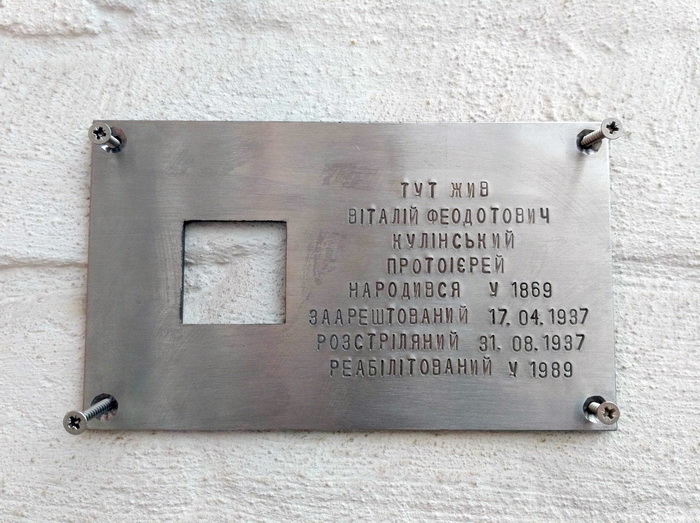 ТУТ ЖИВ
ВІТАЛІЙ ФЕОДОТОВИЧ
КУЛІНСЬКИЙ
ПРОТОІЄРЕЙ
НАРОДИВСЯ У 1869
ЗААРЕШТОВАНИЙ 17.04.1937
РОЗСТРІЛЯНИЙ 31.08.1937
РЕАБІЛІТОВАНИЙ У 1989